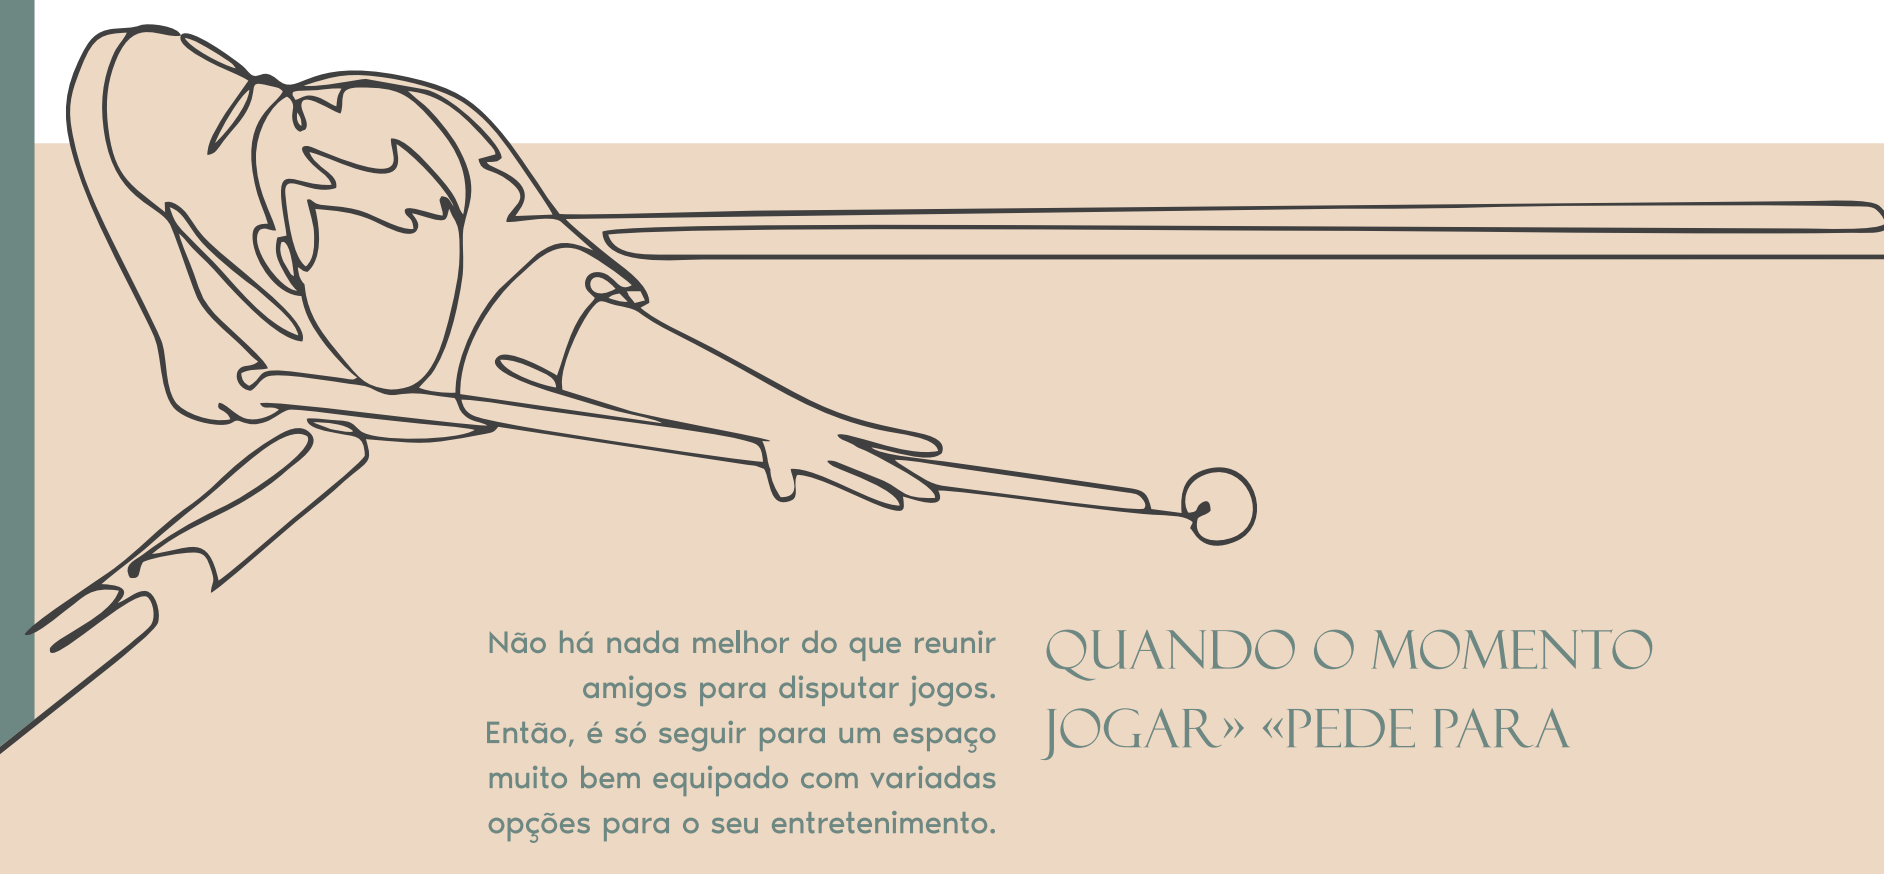 Não há nada melhor do que reunir
amigos para disputar jogos.
Então, é só seguir para um espaço
muito bem equipado com variadas
opções para o seu entretenimento.
QUANDO O MOMENTO
JOGAR» «PEDE PARA